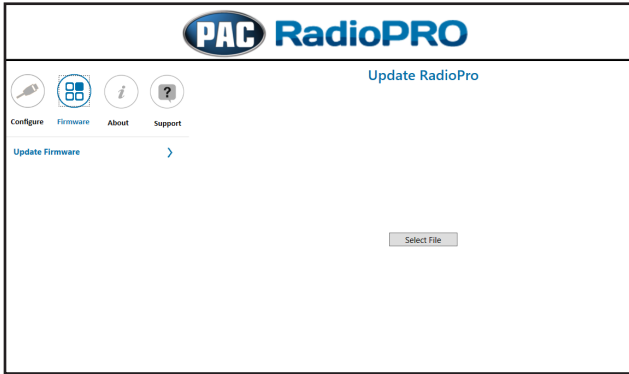 PAC RadioPRO
Update RadioPro
i
?
Configure
Firmware
About
Support
Update Firmware
Select File